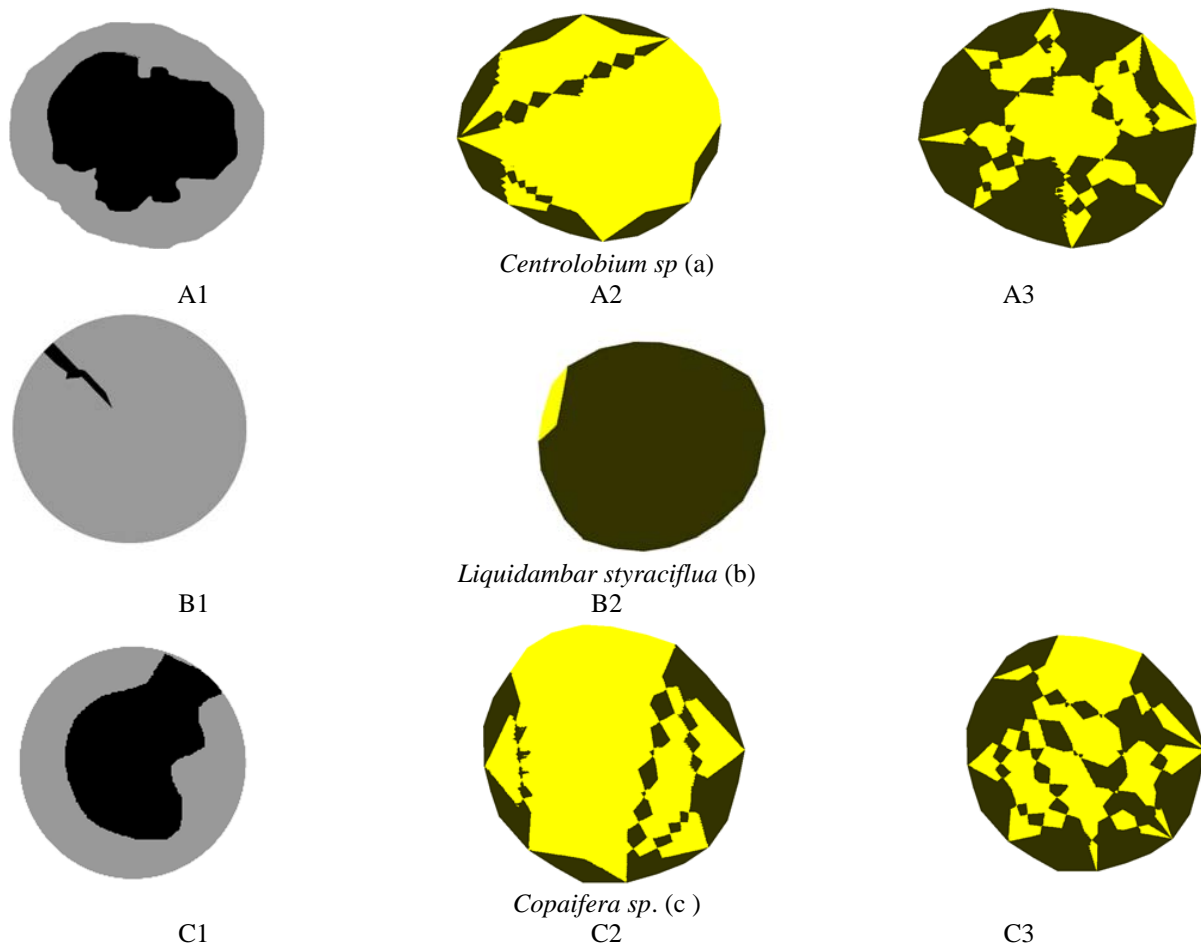 Centrolobium sp (a)
A1 A2 A3
Liquidambar styraciflua (b)
B1 B2
Copaifera sp. (c )
C1 C2 C3